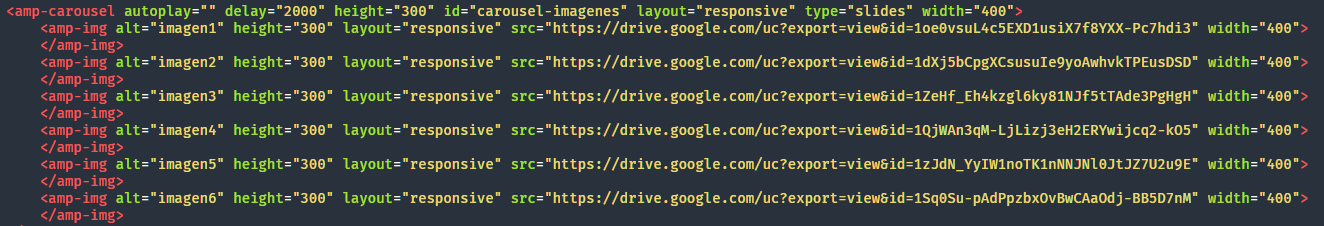 <amp-carousel autoplay="" delay="2000" height="300" id="carousel-imagenes" layout="responsive" type="slides" width="400">
<amp-img alt="imagen1" height="300" layout="responsive" src="https://drive.google.com/uc?export=view&id=1oe0vsuL4c5EXD1usiX7f8YXX-Pc7hdi3" width="400">
</amp-img>
<amp-img alt="imagen2" height="300" layout="responsive" src="https://drive.google.com/uc?export=view&id=1dXj5bCpgXCsusuIe9yoAwhvkTPEusDSD" width="400">
</amp-img>
<amp-img alt="imagen3" height="300" layout="responsive" src="https://drive.google.com/uc?export=view&id=1ZeHf_Eh4kzgl6ky81NJf5tTAde3PgHgH" width="400">
</amp-img>
<amp-img alt="imagen4" height="300" layout="responsive" src="https://drive.google.com/uc?export=view&id=1QjWAn3qM-LjLizj3eH2ERYwijcq2-kO5" width="400">
</amp-img>
<amp-img alt="imagen5" height="300" layout="responsive" src="https://drive.google.com/uc?export=view&id=1zJdN_YyIW1noTK1nNNJNl0JtJZ7U2u9E" width="400">
</amp-img>
<amp-img alt="imagen6" height="300" layout="responsive" src="https://drive.google.com/uc?export=view&id=1Sq0Su-pAdPpzbxOvBwCAaOdj-BB5D7nM" width="400">
</amp-img>